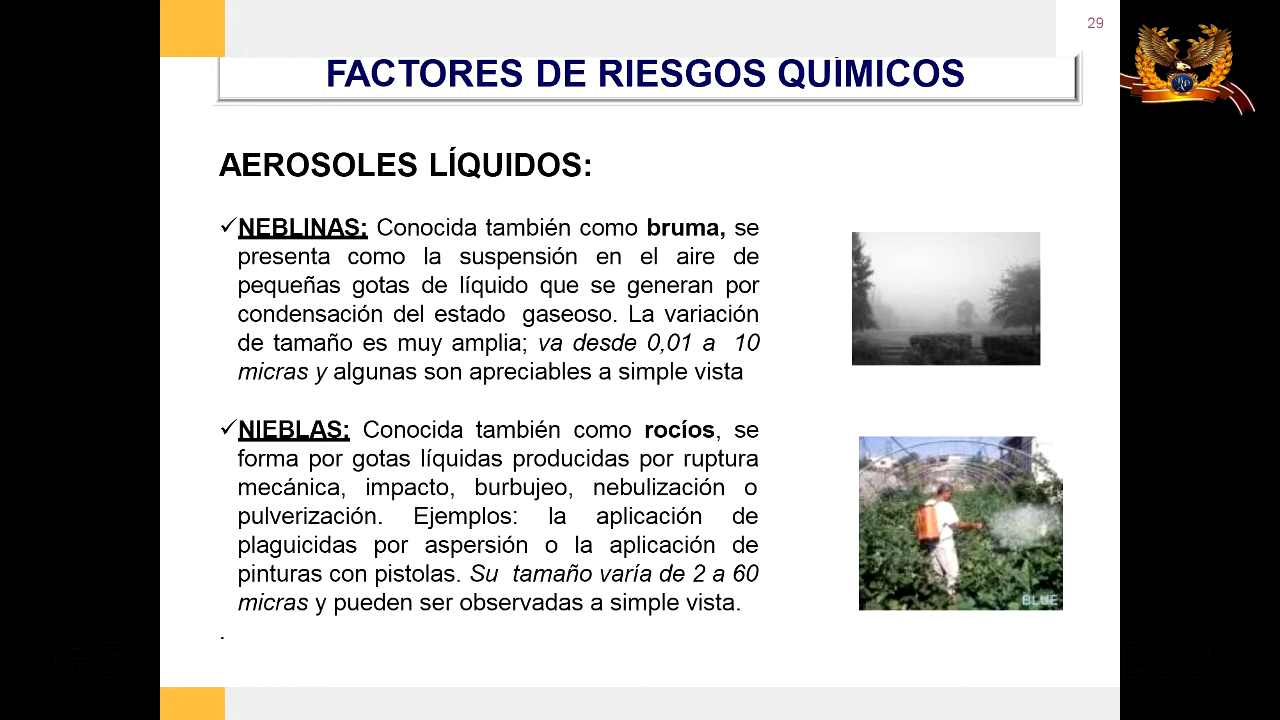 29
FACTORES DE RIESGOS QUÍMICOS
AEROSOLES LÍQUIDOS:
✓NEBLINAS: Conocida también como bruma, se
presenta como la suspensión en el aire de
pequeñas gotas de líquido que se generan por
condensación del estado gaseoso. La variación
de tamaño es muy amplia; va desde 0,01 a 10
micras y algunas son apreciables a simple vista
✓NIEBLAS: Conocida también como rocíos, se
forma por gotas líquidas producidas por ruptura
mecánica, impacto, burbujeo, nebulización o
pulverización. Ejemplos: la aplicación de
plaguicidas por aspersión o la aplicación de
pinturas con pistolas. Su tamaño varía de 2 a 60
micras y pueden ser observadas a simple vista.
.
BLUE